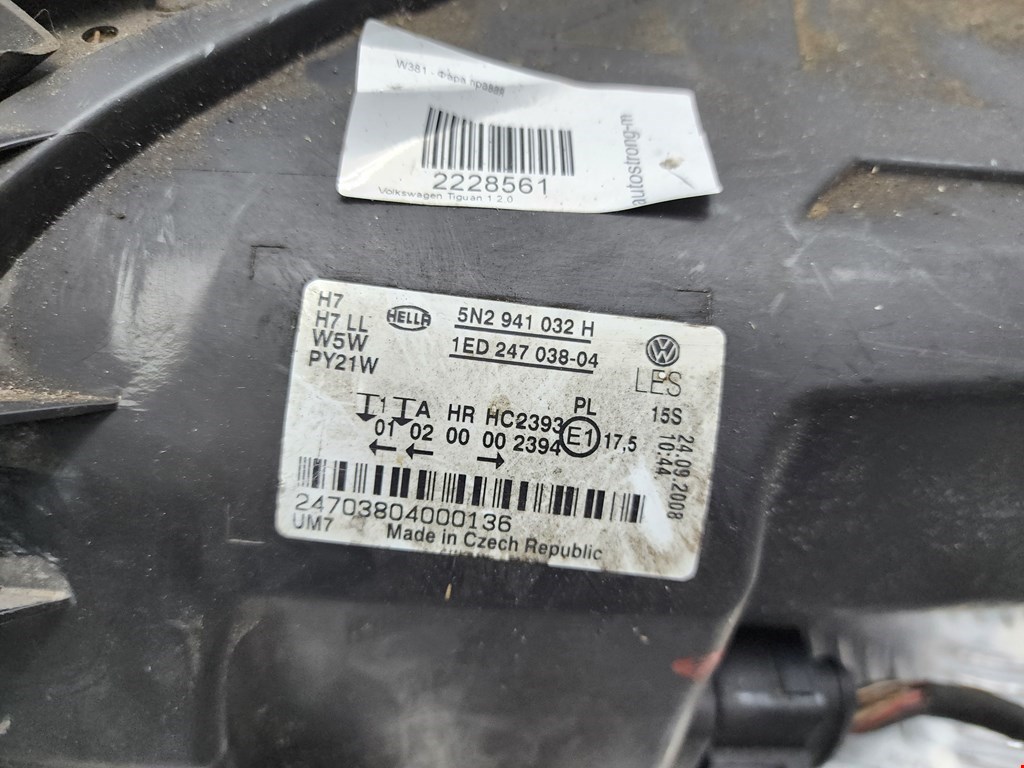 W381 - Фара правая
2228561
Volkswagen Tiguan 1 2.0
autostrong-m
H7
H7 LL
W5W
PY21W
HELLA
5N2 941 032 H
1ED 247 038-04
VW
LES
15S
24.09.2008
10:44
1 A HR HC2393 PL
01 02 00 00 2394 E1 17,5
24703804000136
UM7
Made in Czech Republic